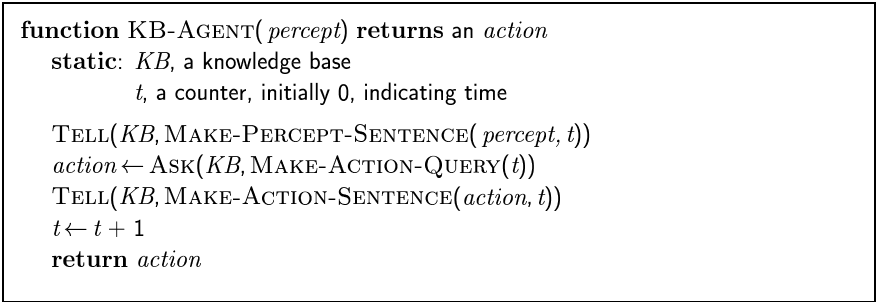 function KB-AGENT( percept) returns an action
static: KB, a knowledge base
t, a counter, initially 0, indicating time
TELL(KB, MAKE-PERCEPT-SENTENCE( percept, t))
action ← ASK(KB, MAKE-ACTION-QUERY(t))
TELL(KB, MAKE-ACTION-SENTENCE(action, t))
t ← t + 1
return action